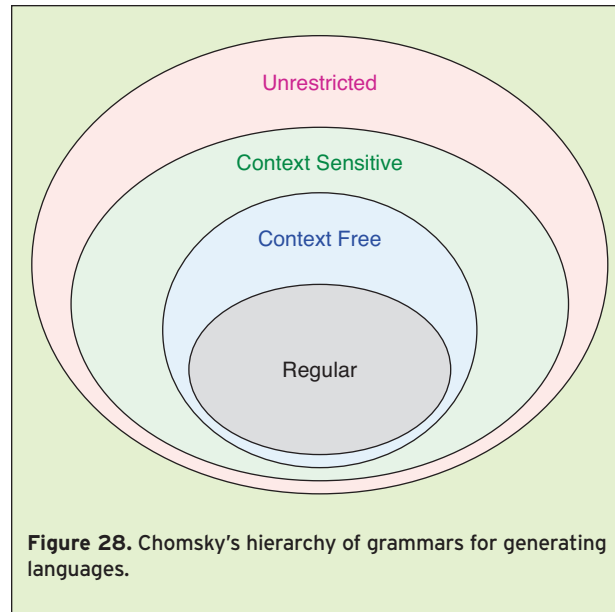 Unrestricted
Context Sensitive
Context Free
Regular
Figure 28. Chomsky’s hierarchy of grammars for generating
languages.